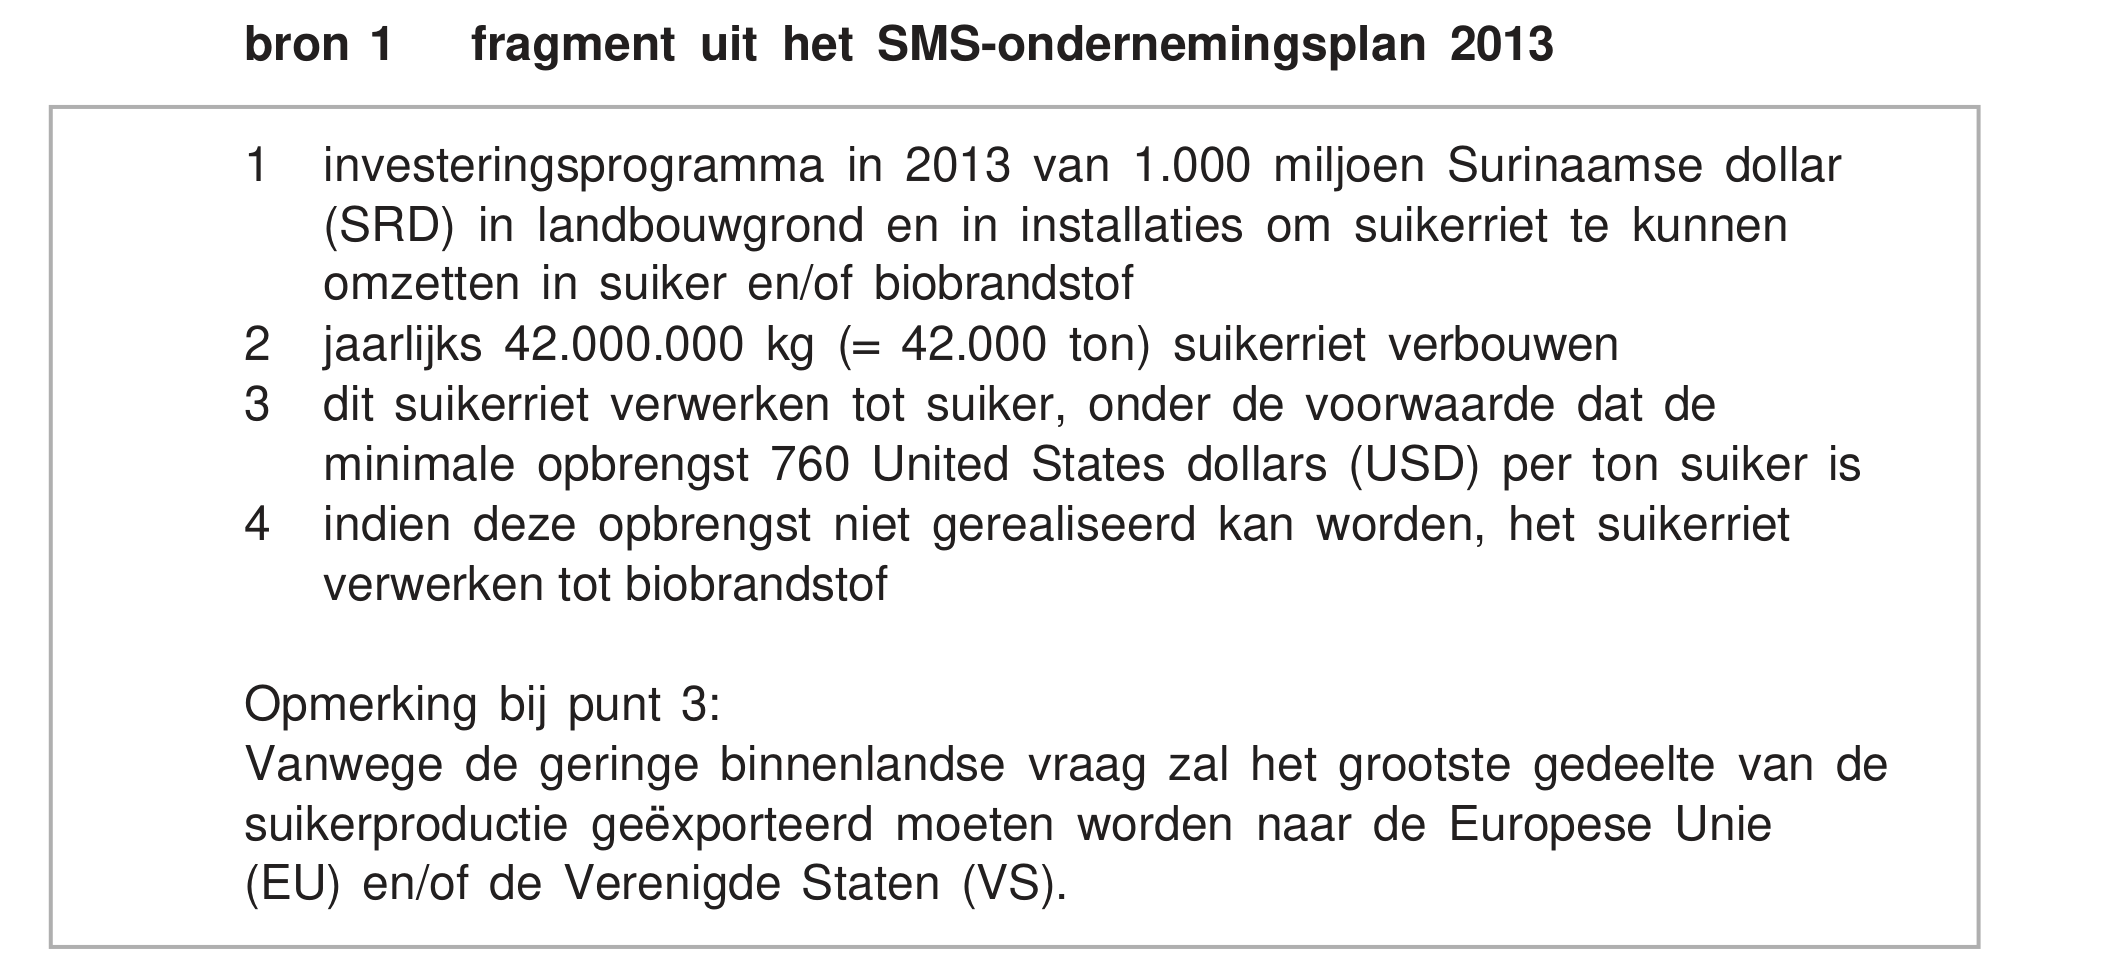 bron 1 fragment uit het SMS-ondernemingsplan 2013
1 investeringsprogramma in 2013 van 1.000 miljoen Surinaamse dollar
(SRD) in landbouwgrond en in installaties om suikerriet te kunnen
omzetten in suiker en/of biobrandstof
2 jaarlijks 42.000.000 kg (= 42.000 ton) suikerriet verbouwen
3 dit suikerriet verwerken tot suiker, onder de voorwaarde dat de
minimale opbrengst 760 United States dollars (USD) per ton suiker is
4 indien deze opbrengst niet gerealiseerd kan worden, het suikerriet
verwerken tot biobrandstof
Opmerking bij punt 3:
Vanwege de geringe binnenlandse vraag zal het grootste gedeelte van de
suikerproductie geëxporteerd moeten worden naar de Europese Unie
(EU) en/of de Verenigde Staten (VS).